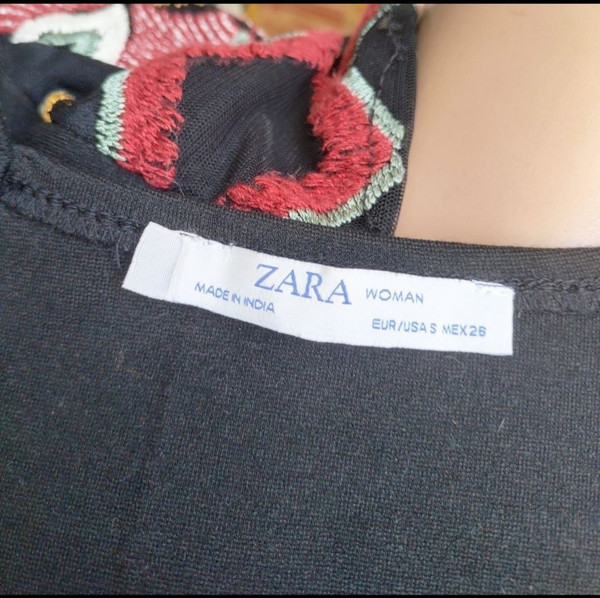 ZARA WOMAN
MADE IN INDIA
EUR/USA S MEX 26